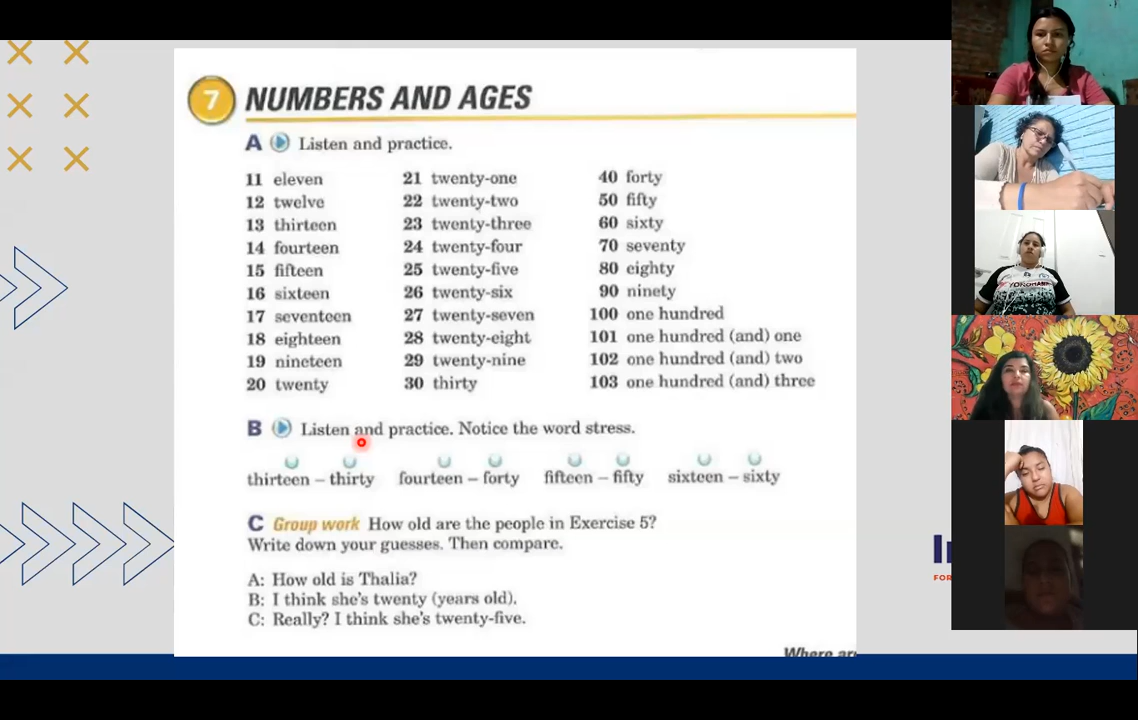 7 NUMBERS AND AGES
A Listen and practice.
11 eleven 21 twenty-one 40 forty
12 twelve 22 twenty-two 50 fifty
13 thirteen 23 twenty-three 60 sixty
14 fourteen 24 twenty-four 70 seventy
15 fifteen 25 twenty-five 80 eighty
16 sixteen 26 twenty-six 90 ninety
17 seventeen 27 twenty-seven 100 one hundred
18 eighteen 28 twenty-eight 101 one hundred (and) one
19 nineteen 29 twenty-nine 102 one hundred (and) two
20 twenty 30 thirty 103 one hundred (and) three
B Listen and practice. Notice the word stress.
thirteen – thirty fourteen – forty fifteen – fifty sixteen – sixty
C Group work How old are the people in Exercise 5?
Write down your guesses. Then compare.
A: How old is Thalia?
B: I think she's twenty (years old).
C: Really? I think she's twenty-five.
Where
FOR